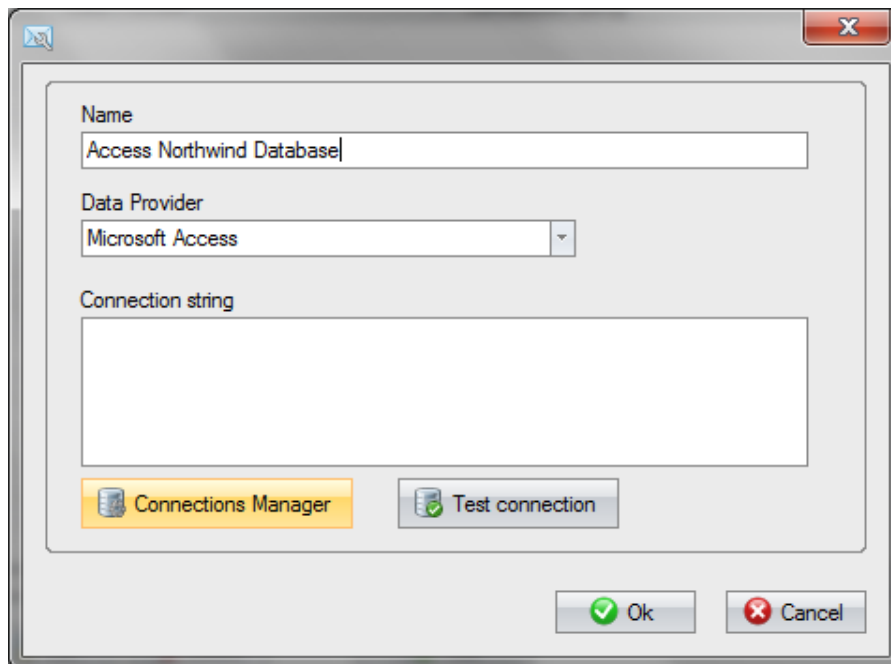 Name
Access Northwind Database
Data Provider
Microsoft Access
Connection string
Connections Manager
Test connection
Ok
Cancel